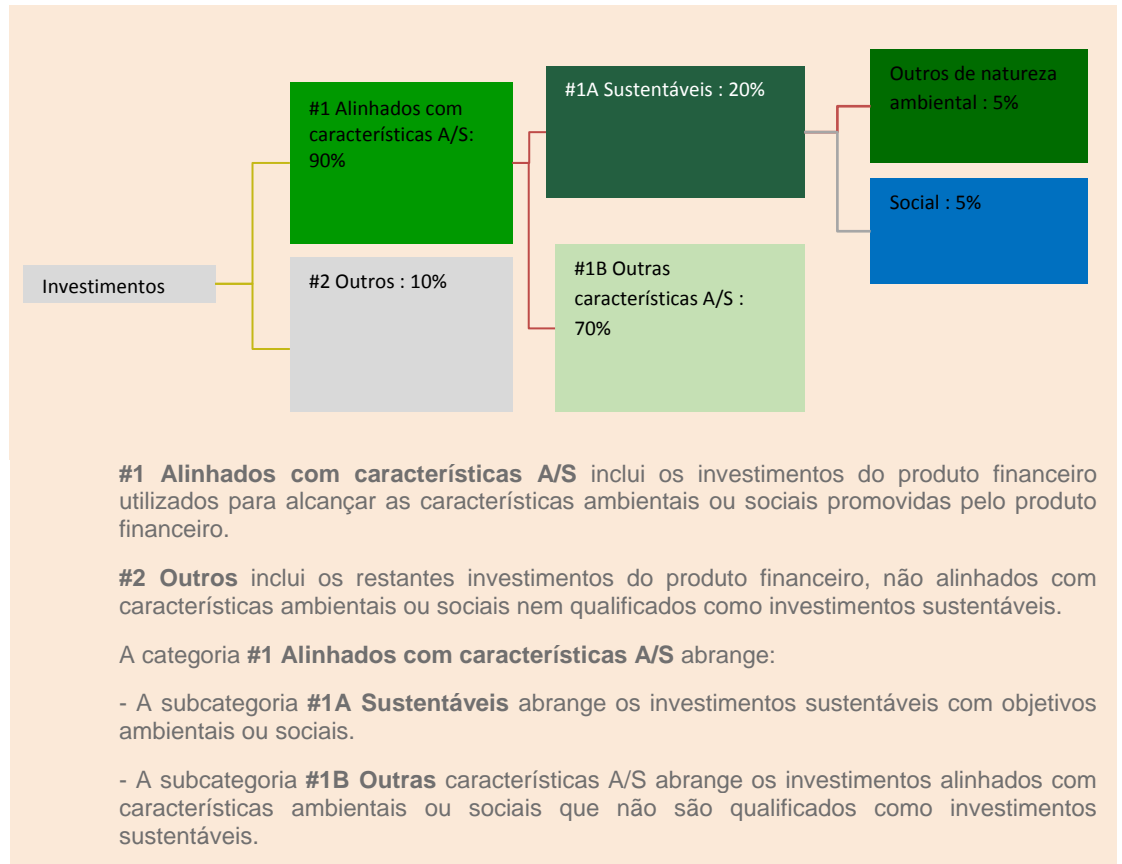 Investimentos
#1 Alinhados com
características A/S:
90%
#2 Outros : 10%
#1A Sustentáveis : 20%
#1B Outras
características A/S :
70%
Outros de natureza
ambiental : 5%
Social : 5%
#1 Alinhados com características A/S inclui os investimentos do produto financeiro
utilizados para alcançar as características ambientais ou sociais promovidas pelo produto
financeiro.
#2 Outros inclui os restantes investimentos do produto financeiro, não alinhados com
características ambientais ou sociais nem qualificados como investimentos sustentáveis.
A categoria #1 Alinhados com características A/S abrange:
- A subcategoria #1A Sustentáveis abrange os investimentos sustentáveis com objetivos
ambientais ou sociais.
- A subcategoria #1B Outras características A/S abrange os investimentos alinhados com
características ambientais ou sociais que não são qualificados como investimentos
sustentáveis.